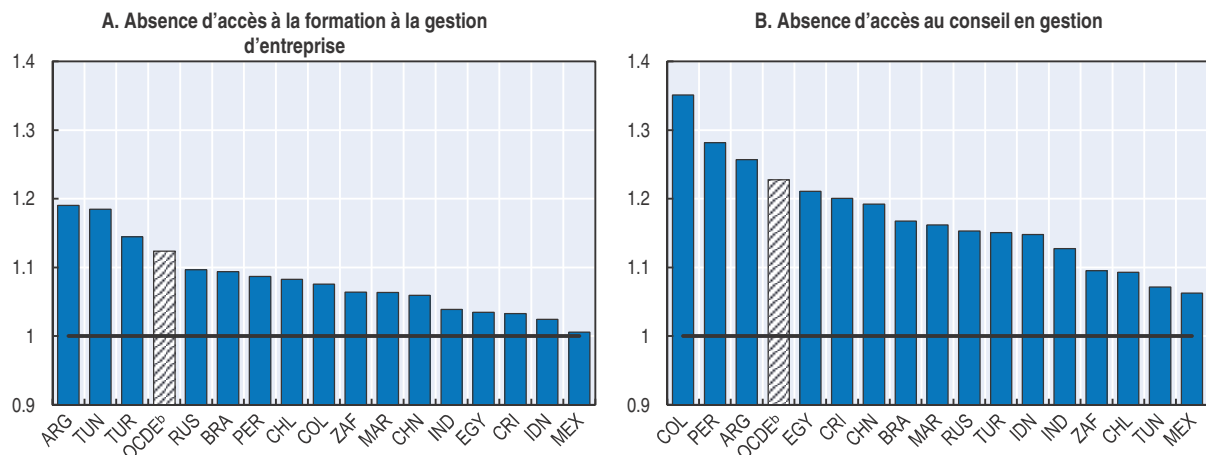 A. Absence d'accès à la formation à la gestion
d'entreprise
1.4
1.3
1.2
1.1
1
0.9
ARG TUN TUR OCDEᵇ RUS BRA PER CHL COL ZAF MAR CHN IND EGY CRI IDN MEX
B. Absence d'accès au conseil en gestion
1.4
1.3
1.2
1.1
1
0.9
COL PER ARG OCDEᵇ EGY CRI CHN BRA MAR RUS TUR IDN IND ZAF CHL TUN MEX